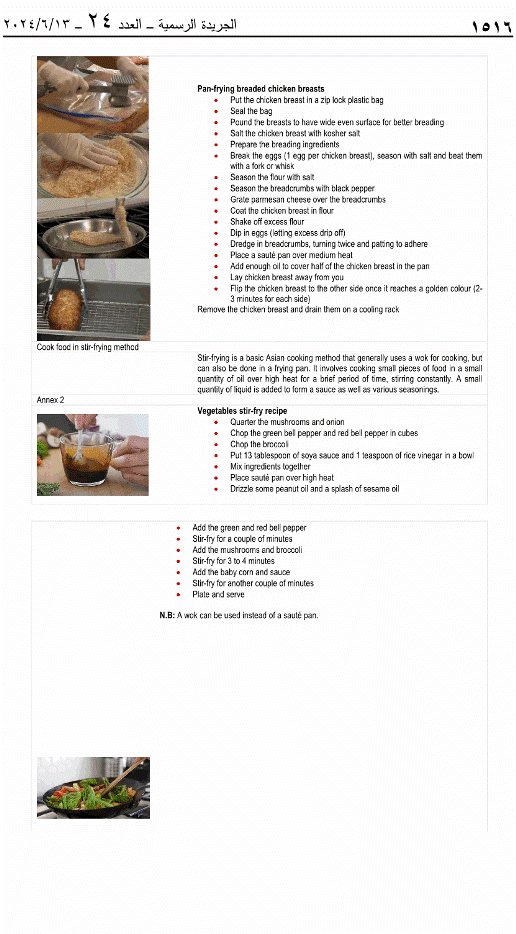 ١٥١٦
الجريدة الرسمية – العدد ٢٤ – ٢٠٢٤/٦/١٣
Pan-frying breaded chicken breasts
• Put the chicken breast in a zip lock plastic bag
• Seal the bag
• Pound the breasts to have wide even surface for better breading
• Salt the chicken breast with kosher salt
• Prepare the breading ingredients
• Break the eggs (1 egg per chicken breast), season with salt and beat them
with a fork or whisk
• Season the flour with salt
• Season the breadcrumbs with black pepper
• Grate parmesan cheese over the breadcrumbs
• Coat the chicken breast in flour
• Shake off excess flour
• Dip in eggs (letting excess drip off)
• Dredge in breadcrumbs, turning twice and patting to adhere
• Place a sauté pan over medium heat
• Add enough oil to cover half of the chicken breast in the pan
• Lay chicken breast away from you
• Flip the chicken breast to the other side once it reaches a golden colour (2-
3 minutes for each side)
Remove the chicken breast and drain them on a cooling rack
Cook food in stir-frying method
Stir-frying is a basic Asian cooking method that generally uses a wok for cooking, but
can also be done in a frying pan. It involves cooking small pieces of food in a small
quantity of oil over high heat for a brief period of time, stirring constantly. A small
quantity of liquid is added to form a sauce as well as various seasonings.
Annex 2
Vegetables stir-fry recipe
• Quarter the mushrooms and onion
• Chop the green bell pepper and red bell pepper in cubes
• Chop the broccoli
• Put 13 tablespoon of soya sauce and 1 teaspoon of rice vinegar in a bowl
• Mix ingredients together
• Place sauté pan over high heat
• Drizzle some peanut oil and a splash of sesame oil
• Add the green and red bell pepper
• Stir-fry for a couple of minutes
• Add the mushrooms and broccoli
• Stir-fry for 3 to 4 minutes
• Add the baby corn and sauce
• Stir-fry for another couple of minutes
• Plate and serve
N.B: A wok can be used instead of a sauté pan.